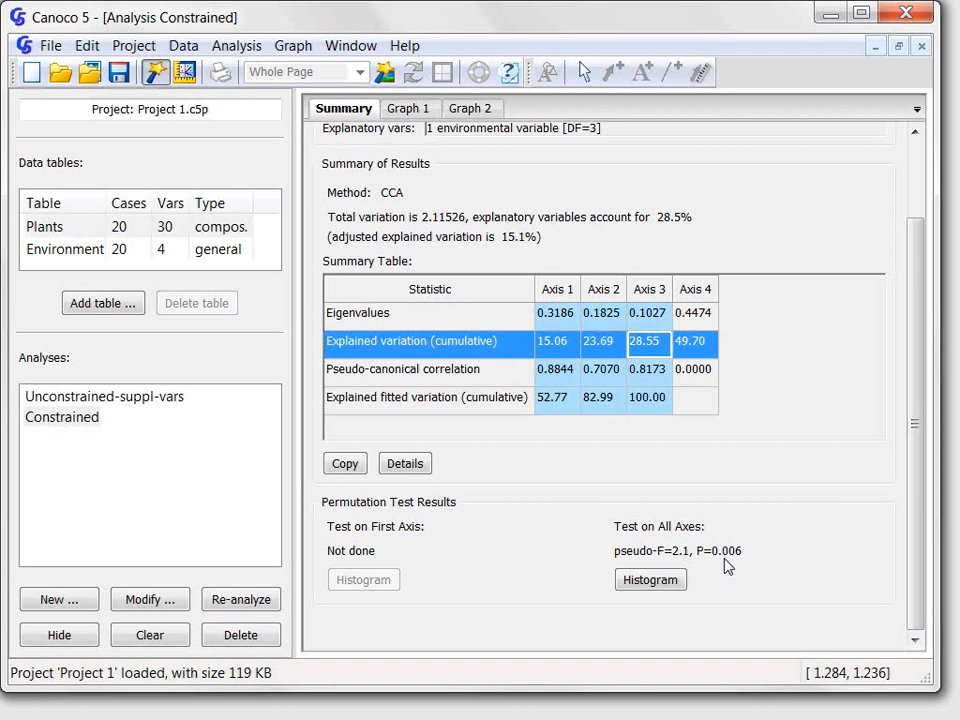 Canoco 5 - [Analysis Constrained]
File Edit Project Data Analysis Graph Window Help
Whole Page
Project: Project 1.c5p
Data tables:
Table Cases Vars Type
Plants 20 30 compos.
Environment 20 4 general
Add table ... Delete table
Analyses:
Unconstrained-suppl-vars
Constrained
New ... Modify ... Re-analyze
Hide Clear Delete
Summary Graph 1 Graph 2
Explanatory vars: 1 environmental variable [DF=3]
Summary of Results
Method: CCA
Total variation is 2.11526, explanatory variables account for 28.5%
(adjusted explained variation is 15.1%)
Summary Table:
Statistic Axis 1 Axis 2 Axis 3 Axis 4
Eigenvalues 0.3186 0.1825 0.1027 0.4474
Explained variation (cumulative) 15.06 23.69 28.55 49.70
Pseudo-canonical correlation 0.8844 0.7070 0.8173 0.0000
Explained fitted variation (cumulative) 52.77 82.99 100.00
Copy Details
Permutation Test Results
Test on First Axis: Test on All Axes:
Not done pseudo-F=2.1, P=0.006
Histogram Histogram
Project 'Project 1' loaded, with size 119 KB [ 1.284, 1.236]